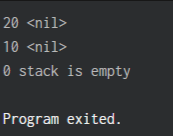 20 <nil>
10 <nil>
0 stack is empty
Program exited.